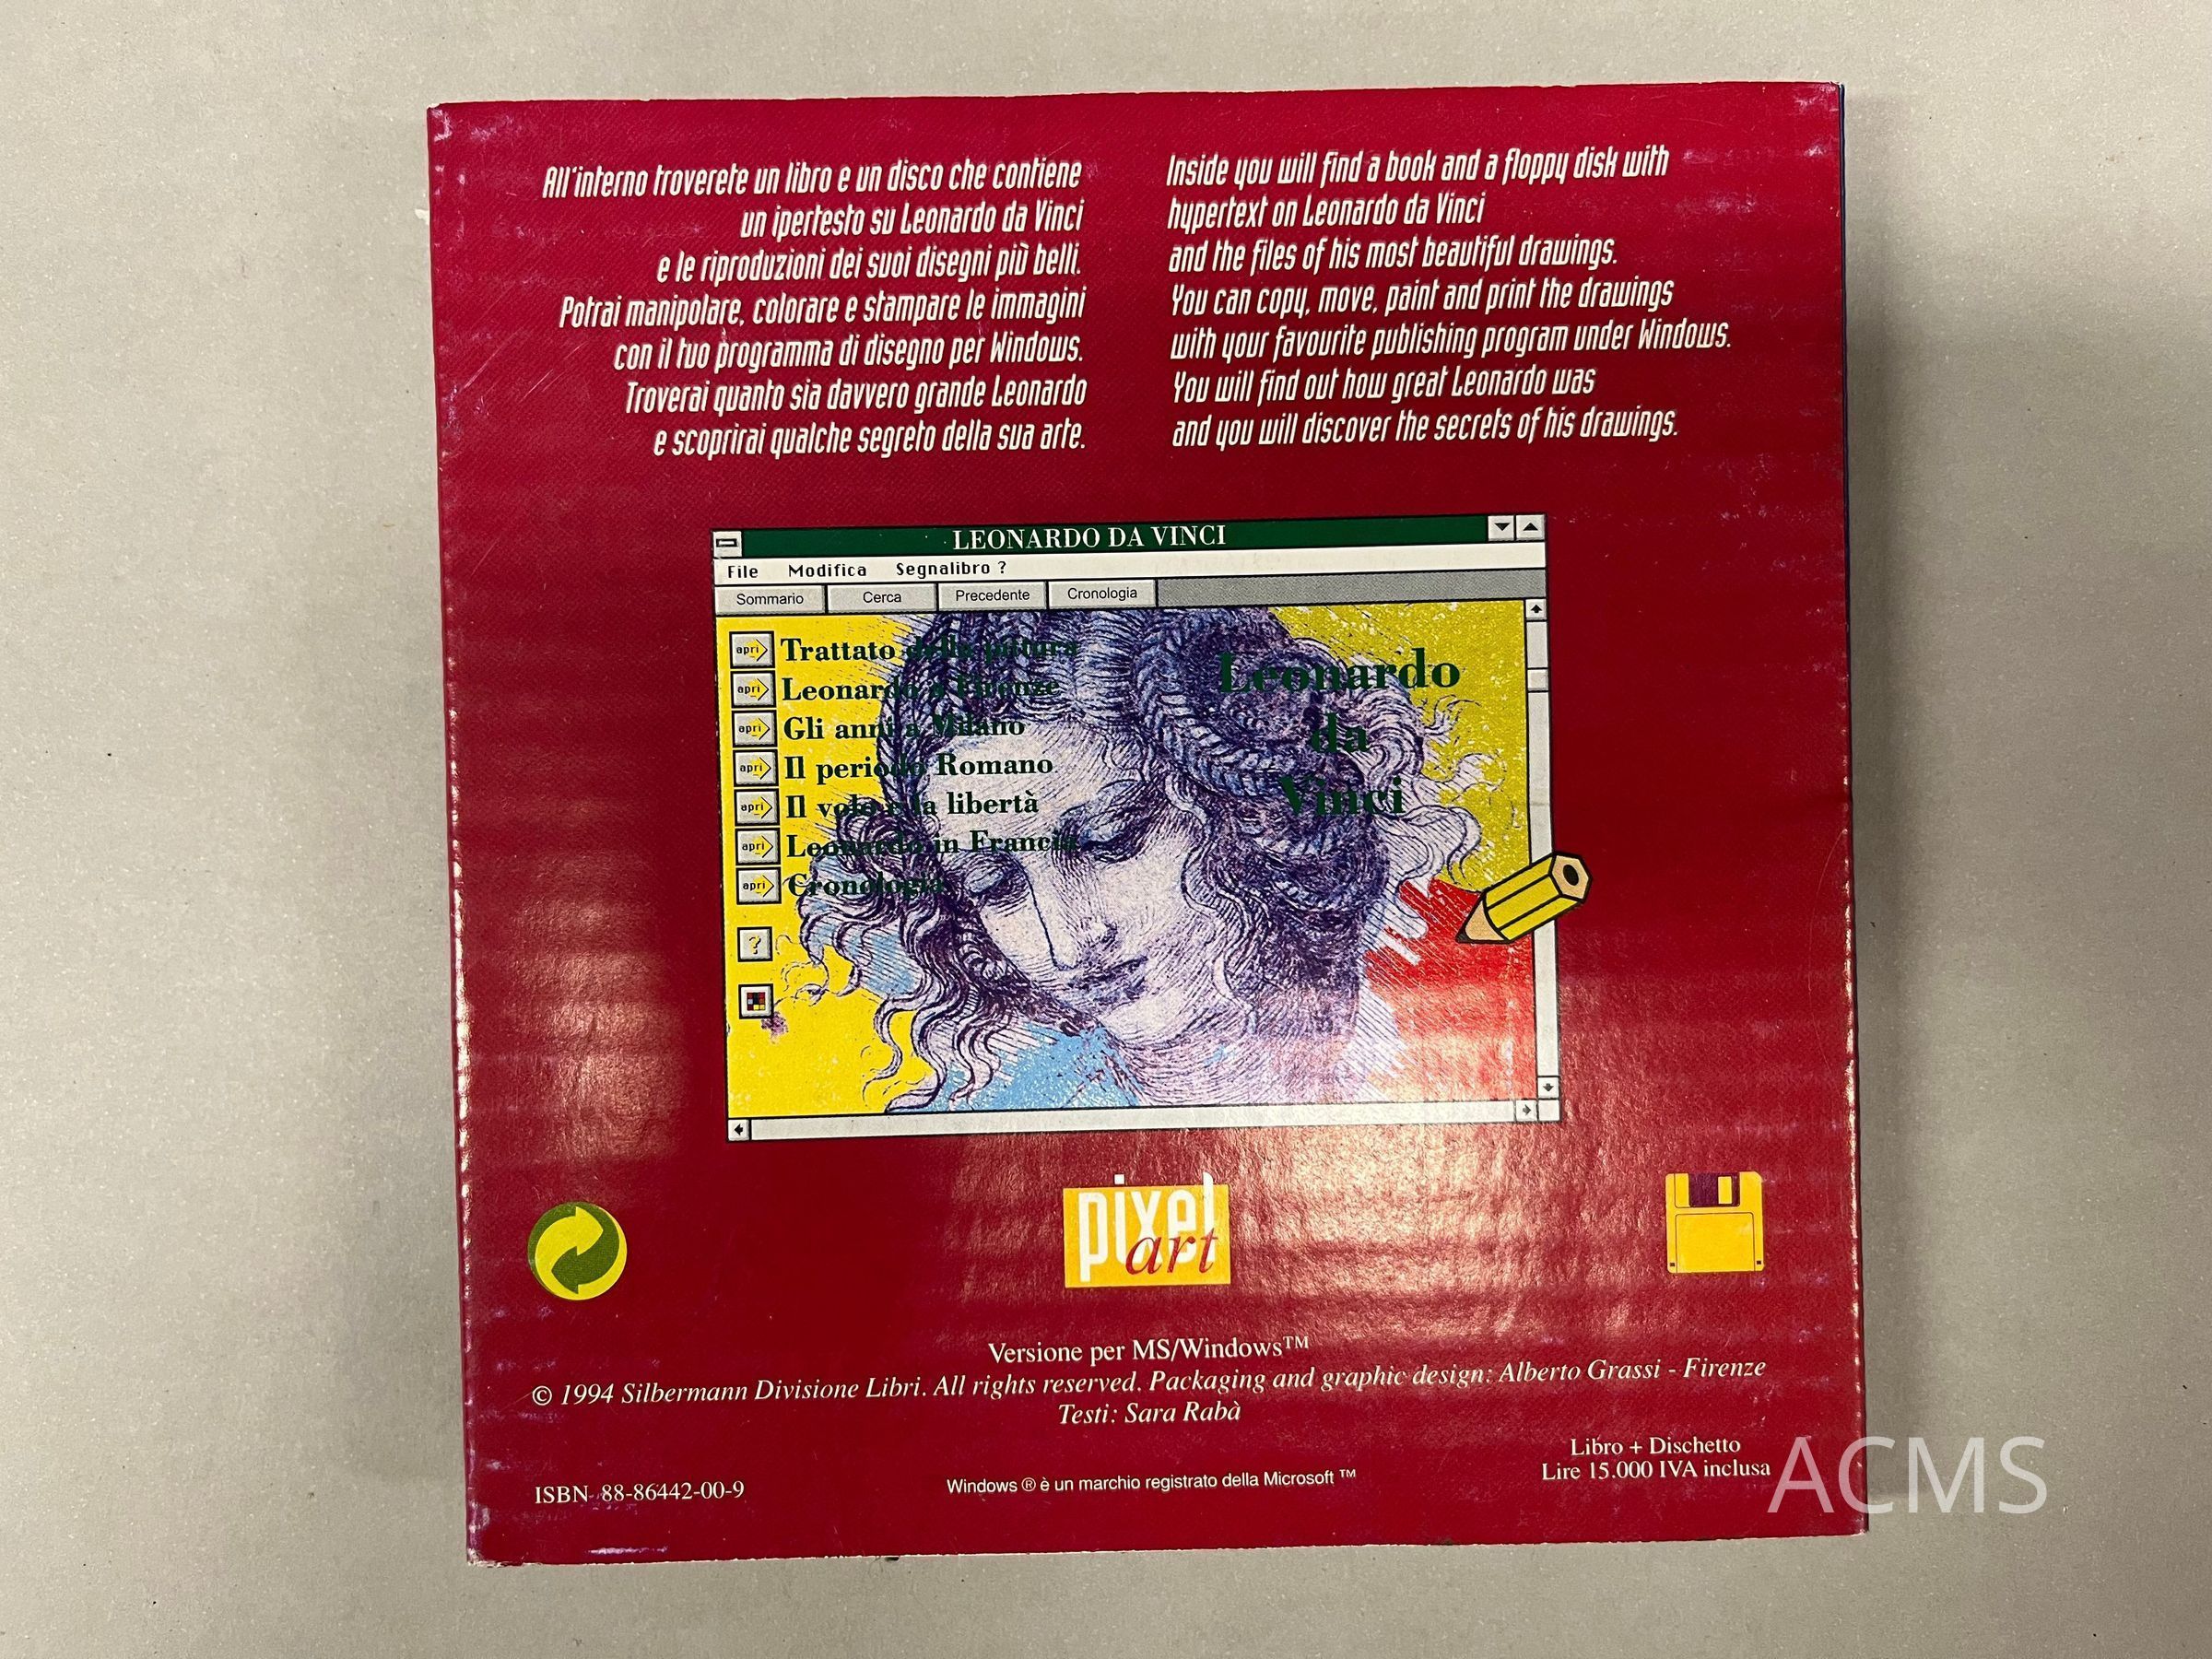 All'interno troverete un libro e un disco che contiene
un ipertesto su Leonardo da Vinci
e le riproduzioni dei suoi disegni più belli.
Potrai manipolare, colorare e stampare le immagini
con il tuo programma di disegno per Windows.
Troverai quanto sia davvero grande Leonardo
e scoprirai qualche segreto della sua arte.
Inside you will find a book and a floppy disk with
hypertext on Leonardo da Vinci
and the files of his most beautiful drawings.
You can copy, move, paint and print the drawings
with your favourite publishing program under Windows.
You will find out how great Leonardo was
and you will discover the secrets of his drawings.
LEONARDO DA VINCI
File Modifica Segnalibro ?
Sommario Cerca Precedente Cronologia
apri Trattato della pittura
apri Leonardo a Firenze
apri Gli anni a Milano
apri Il periodo Romano
apri Il volo e la libertà
apri Leonardo in Francia
apri Cronologia
?
Leonardo
da
Vinci
pixel
art
Versione per MS/Windows™
© 1994 Silbermann Divisione Libri. All rights reserved. Packaging and graphic design: Alberto Grassi - Firenze
Testi: Sara Rabà
ISBN 88-86442-00-9
Windows ® è un marchio registrato della Microsoft ™
Libro + Dischetto
Lire 15.000 IVA inclusa
ACMS